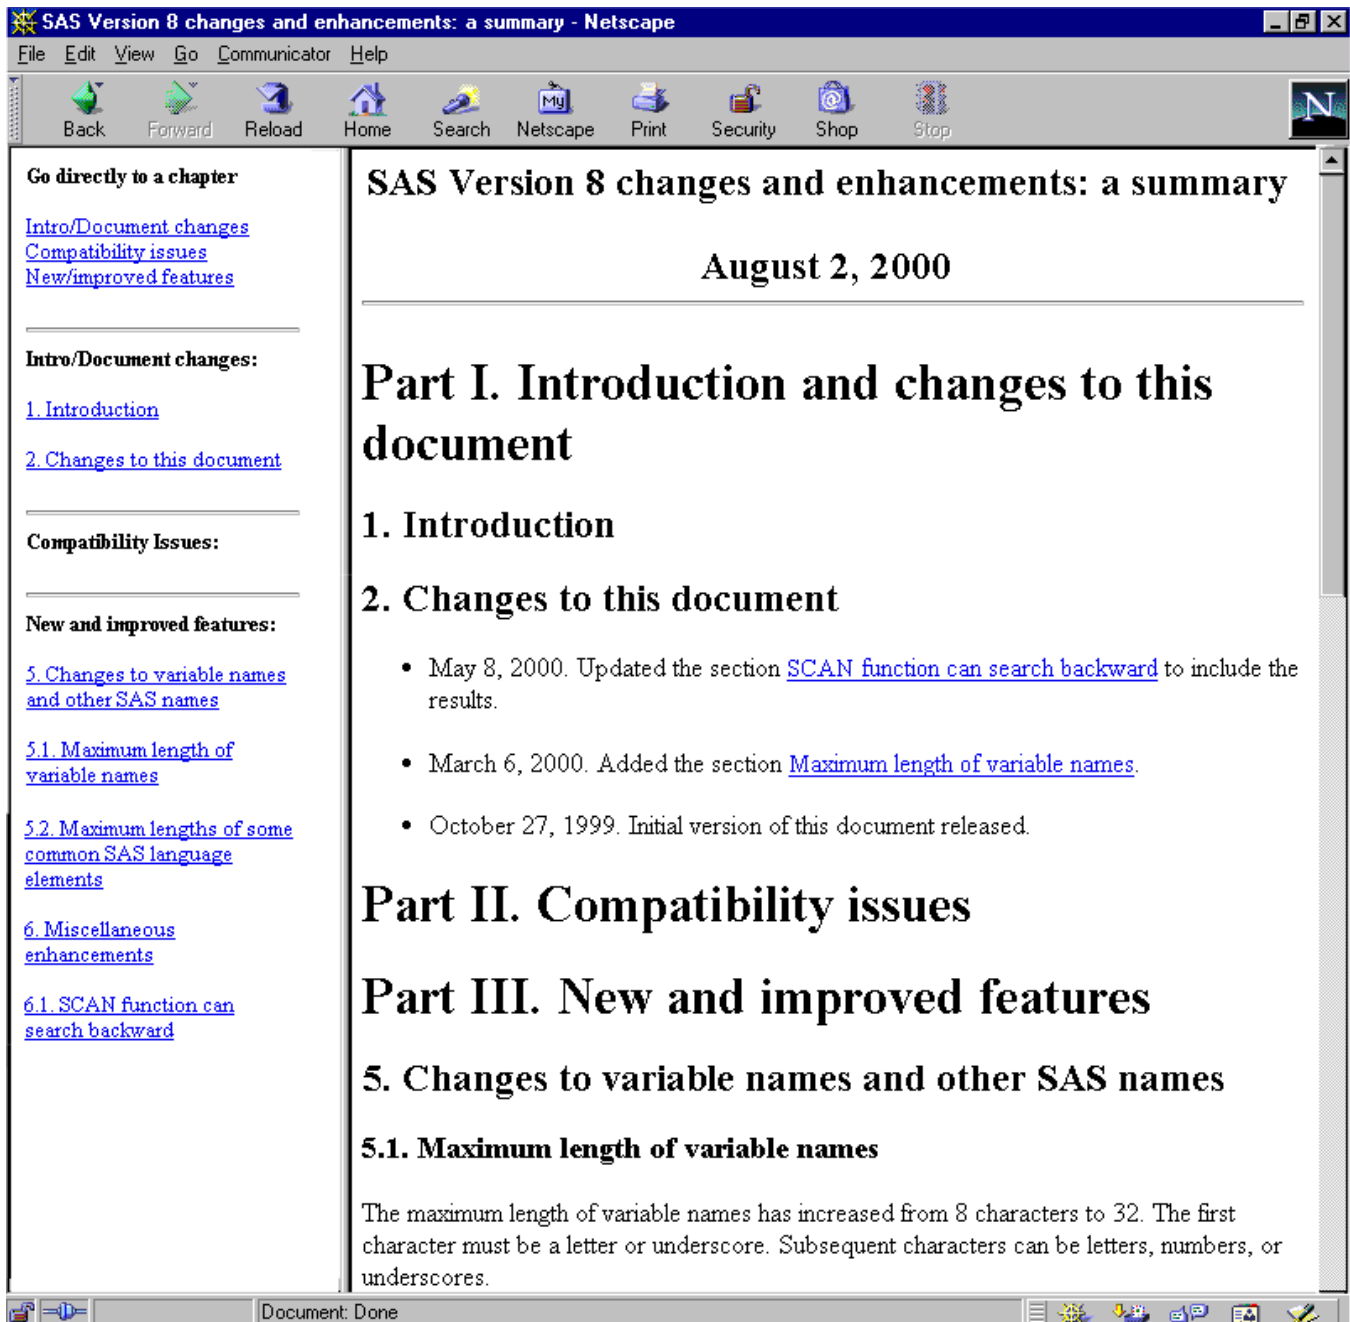 SAS Version 8 changes and enhancements: a summary - Netscape
File Edit View Go Communicator Help
Back Forward Reload Home Search Netscape Print Security Shop Stop
My
N
Go directly to a chapter
Intro/Document changes
Compatibility issues
New/improved features
Intro/Document changes:
1. Introduction
2. Changes to this document
Compatibility Issues:
New and improved features:
5. Changes to variable names
and other SAS names
5.1. Maximum length of
variable names
5.2. Maximum lengths of some
common SAS language
elements
6. Miscellaneous
enhancements
6.1. SCAN function can
search backward
SAS Version 8 changes and enhancements: a summary
August 2, 2000
Part I. Introduction and changes to this
document
1. Introduction
2. Changes to this document
• May 8, 2000. Updated the section SCAN function can search backward to include the
results.
• March 6, 2000. Added the section Maximum length of variable names.
• October 27, 1999. Initial version of this document released.
Part II. Compatibility issues
Part III. New and improved features
5. Changes to variable names and other SAS names
5.1. Maximum length of variable names
The maximum length of variable names has increased from 8 characters to 32. The first
character must be a letter or underscore. Subsequent characters can be letters, numbers, or
underscores.
Document: Done